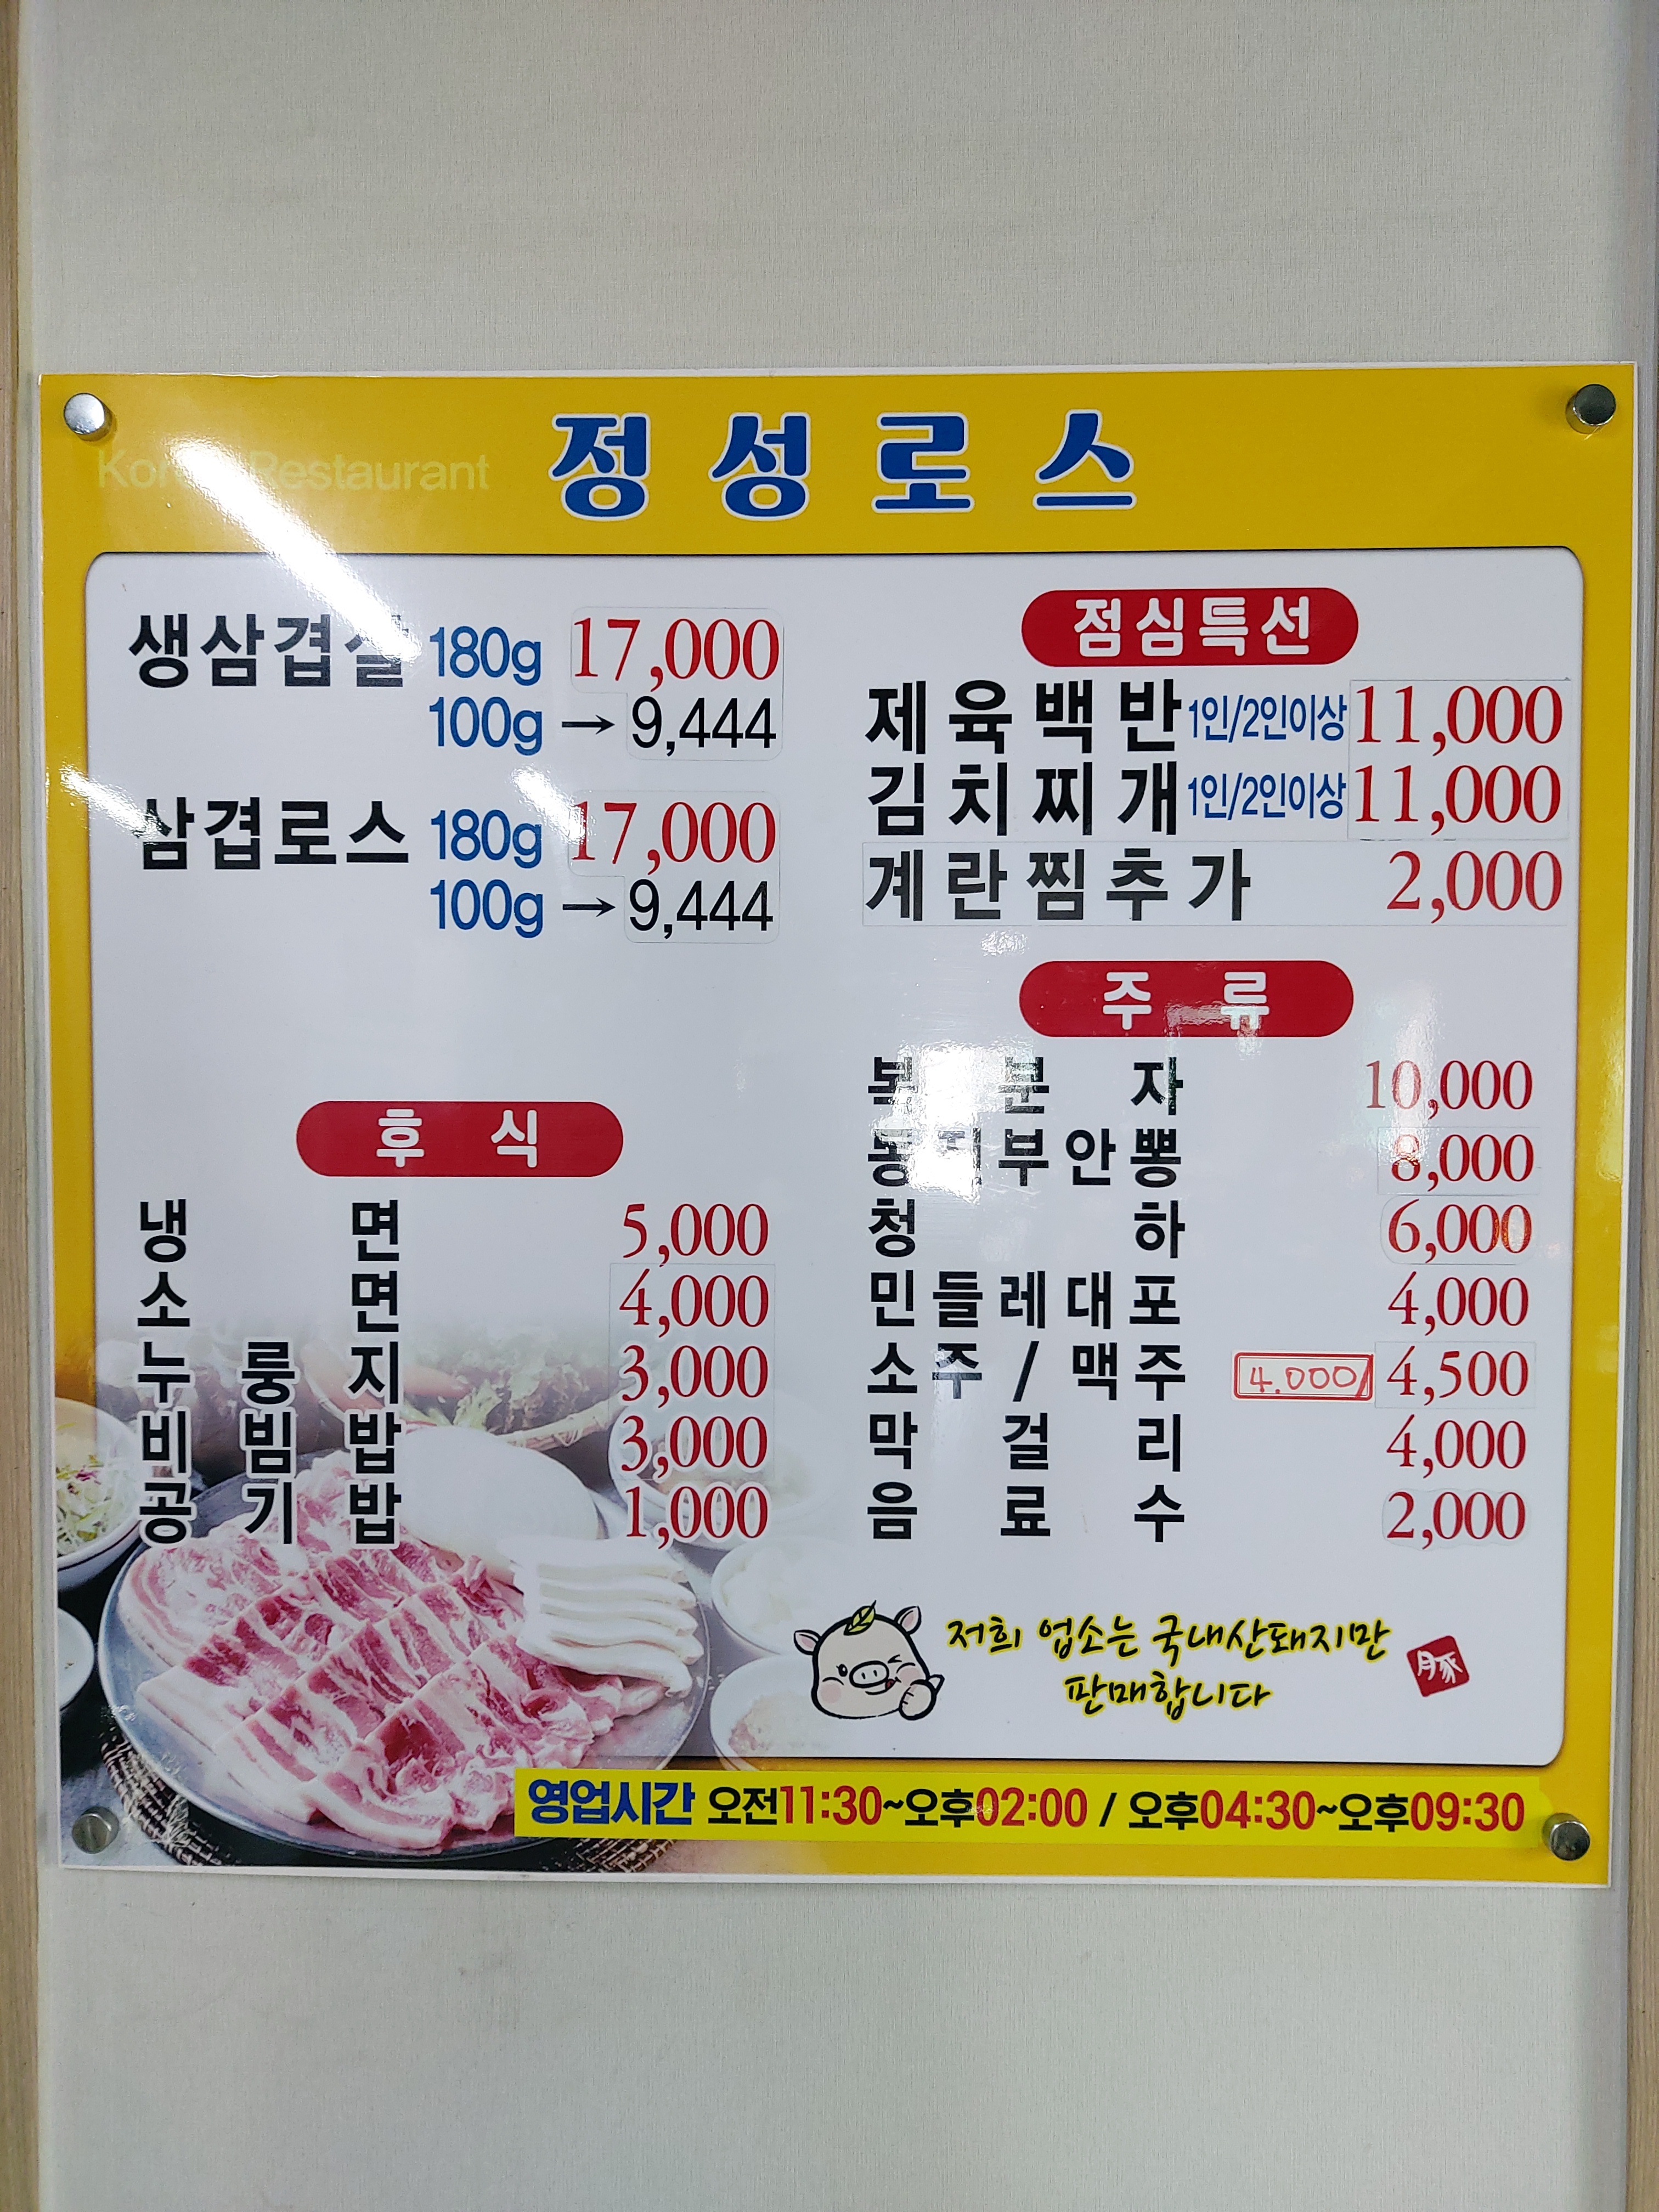 Korea Restaurant
정성로스
생삼겹살 180g 17,000
100g → 9,444
삼겹로스 180g 17,000
100g → 9,444
후식
냉면 5,000
소면 4,000
누룽지 3,000
비빔밥 3,000
공기밥 1,000
점심특선
제육백반 1인/2인이상 11,000
김치찌개 1인/2인이상 11,000
계란찜추가 2,000
주류
복분자 10,000
부안뽕 8,000
청하 6,000
민들레대포 4,000
소주/맥주 4.000/ 4,500
막걸리 4,000
음료수 2,000
저희 업소는 국내산돼지만
판매합니다
豚
영업시간 오전11:30~오후02:00 / 오후04:30~오후09:30